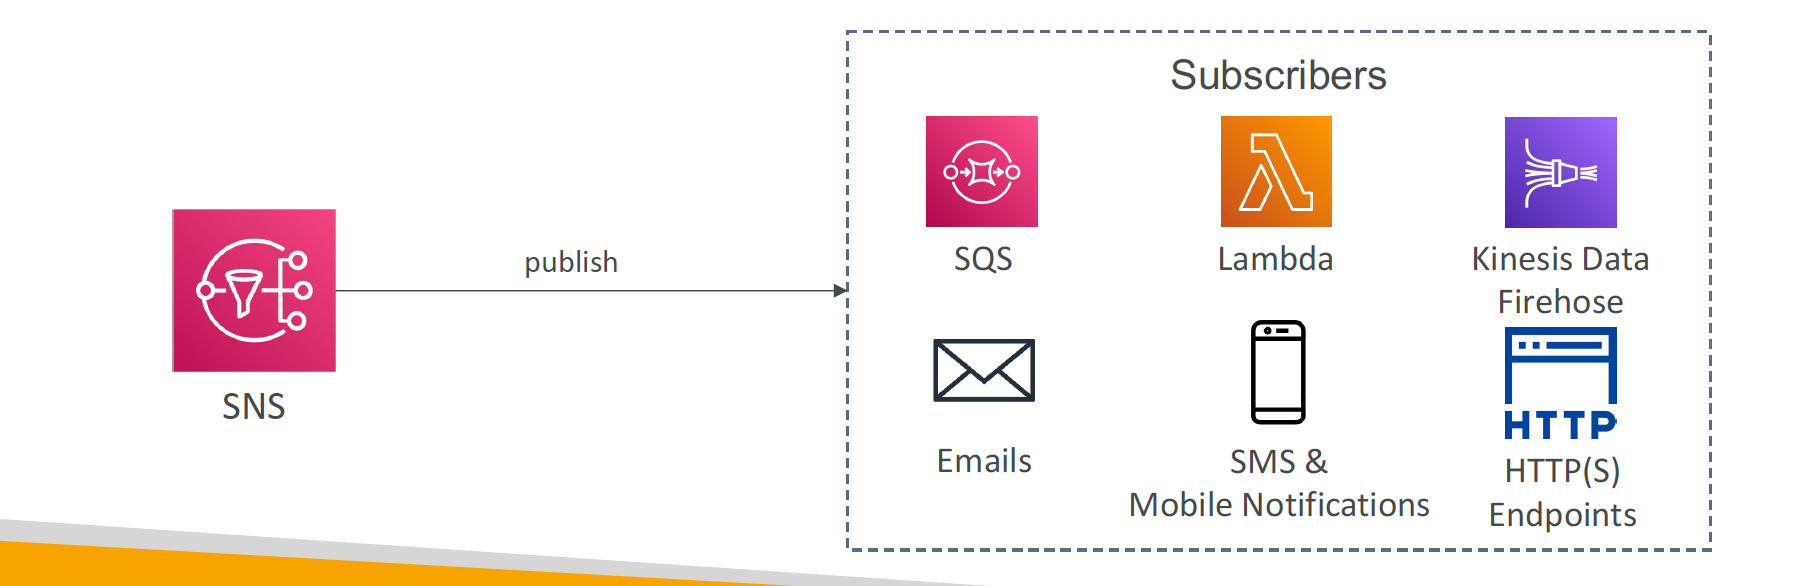 Subscribers
SNS
publish
SQS
Lambda
Kinesis Data
Firehose
Emails
SMS &
Mobile Notifications
HTTP
HTTP(S)
Endpoints